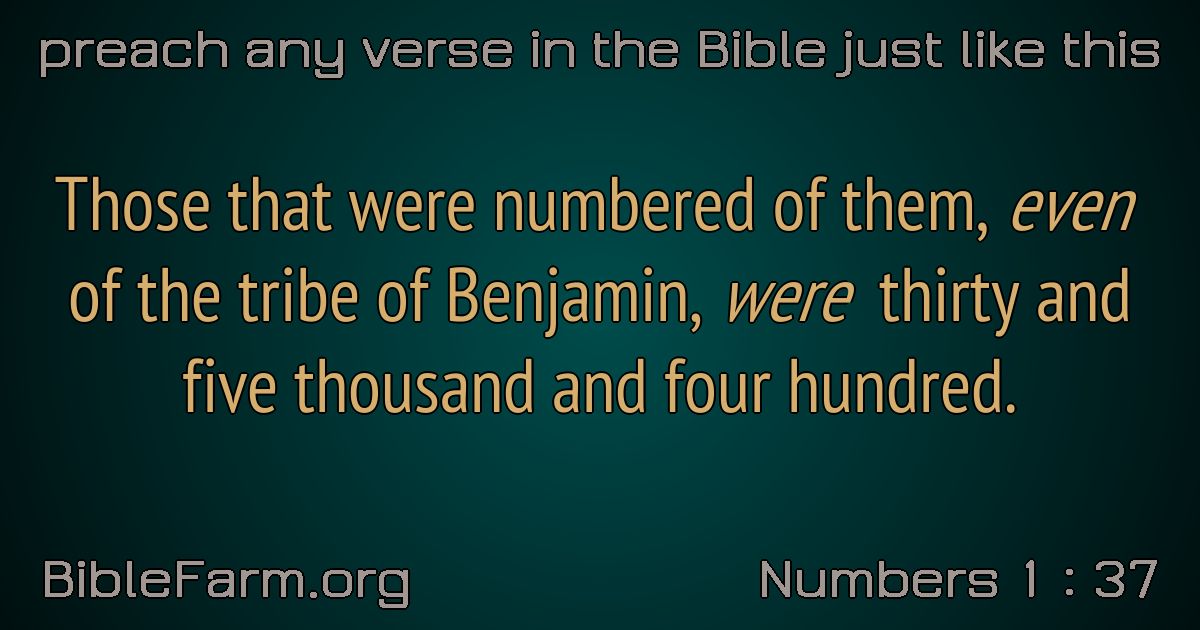 preach any verse in the Bible just like this
Those that were numbered of them, even
of the tribe of Benjamin, were thirty and
five thousand and four hundred.
BibleFarm.org
Numbers 1 : 37